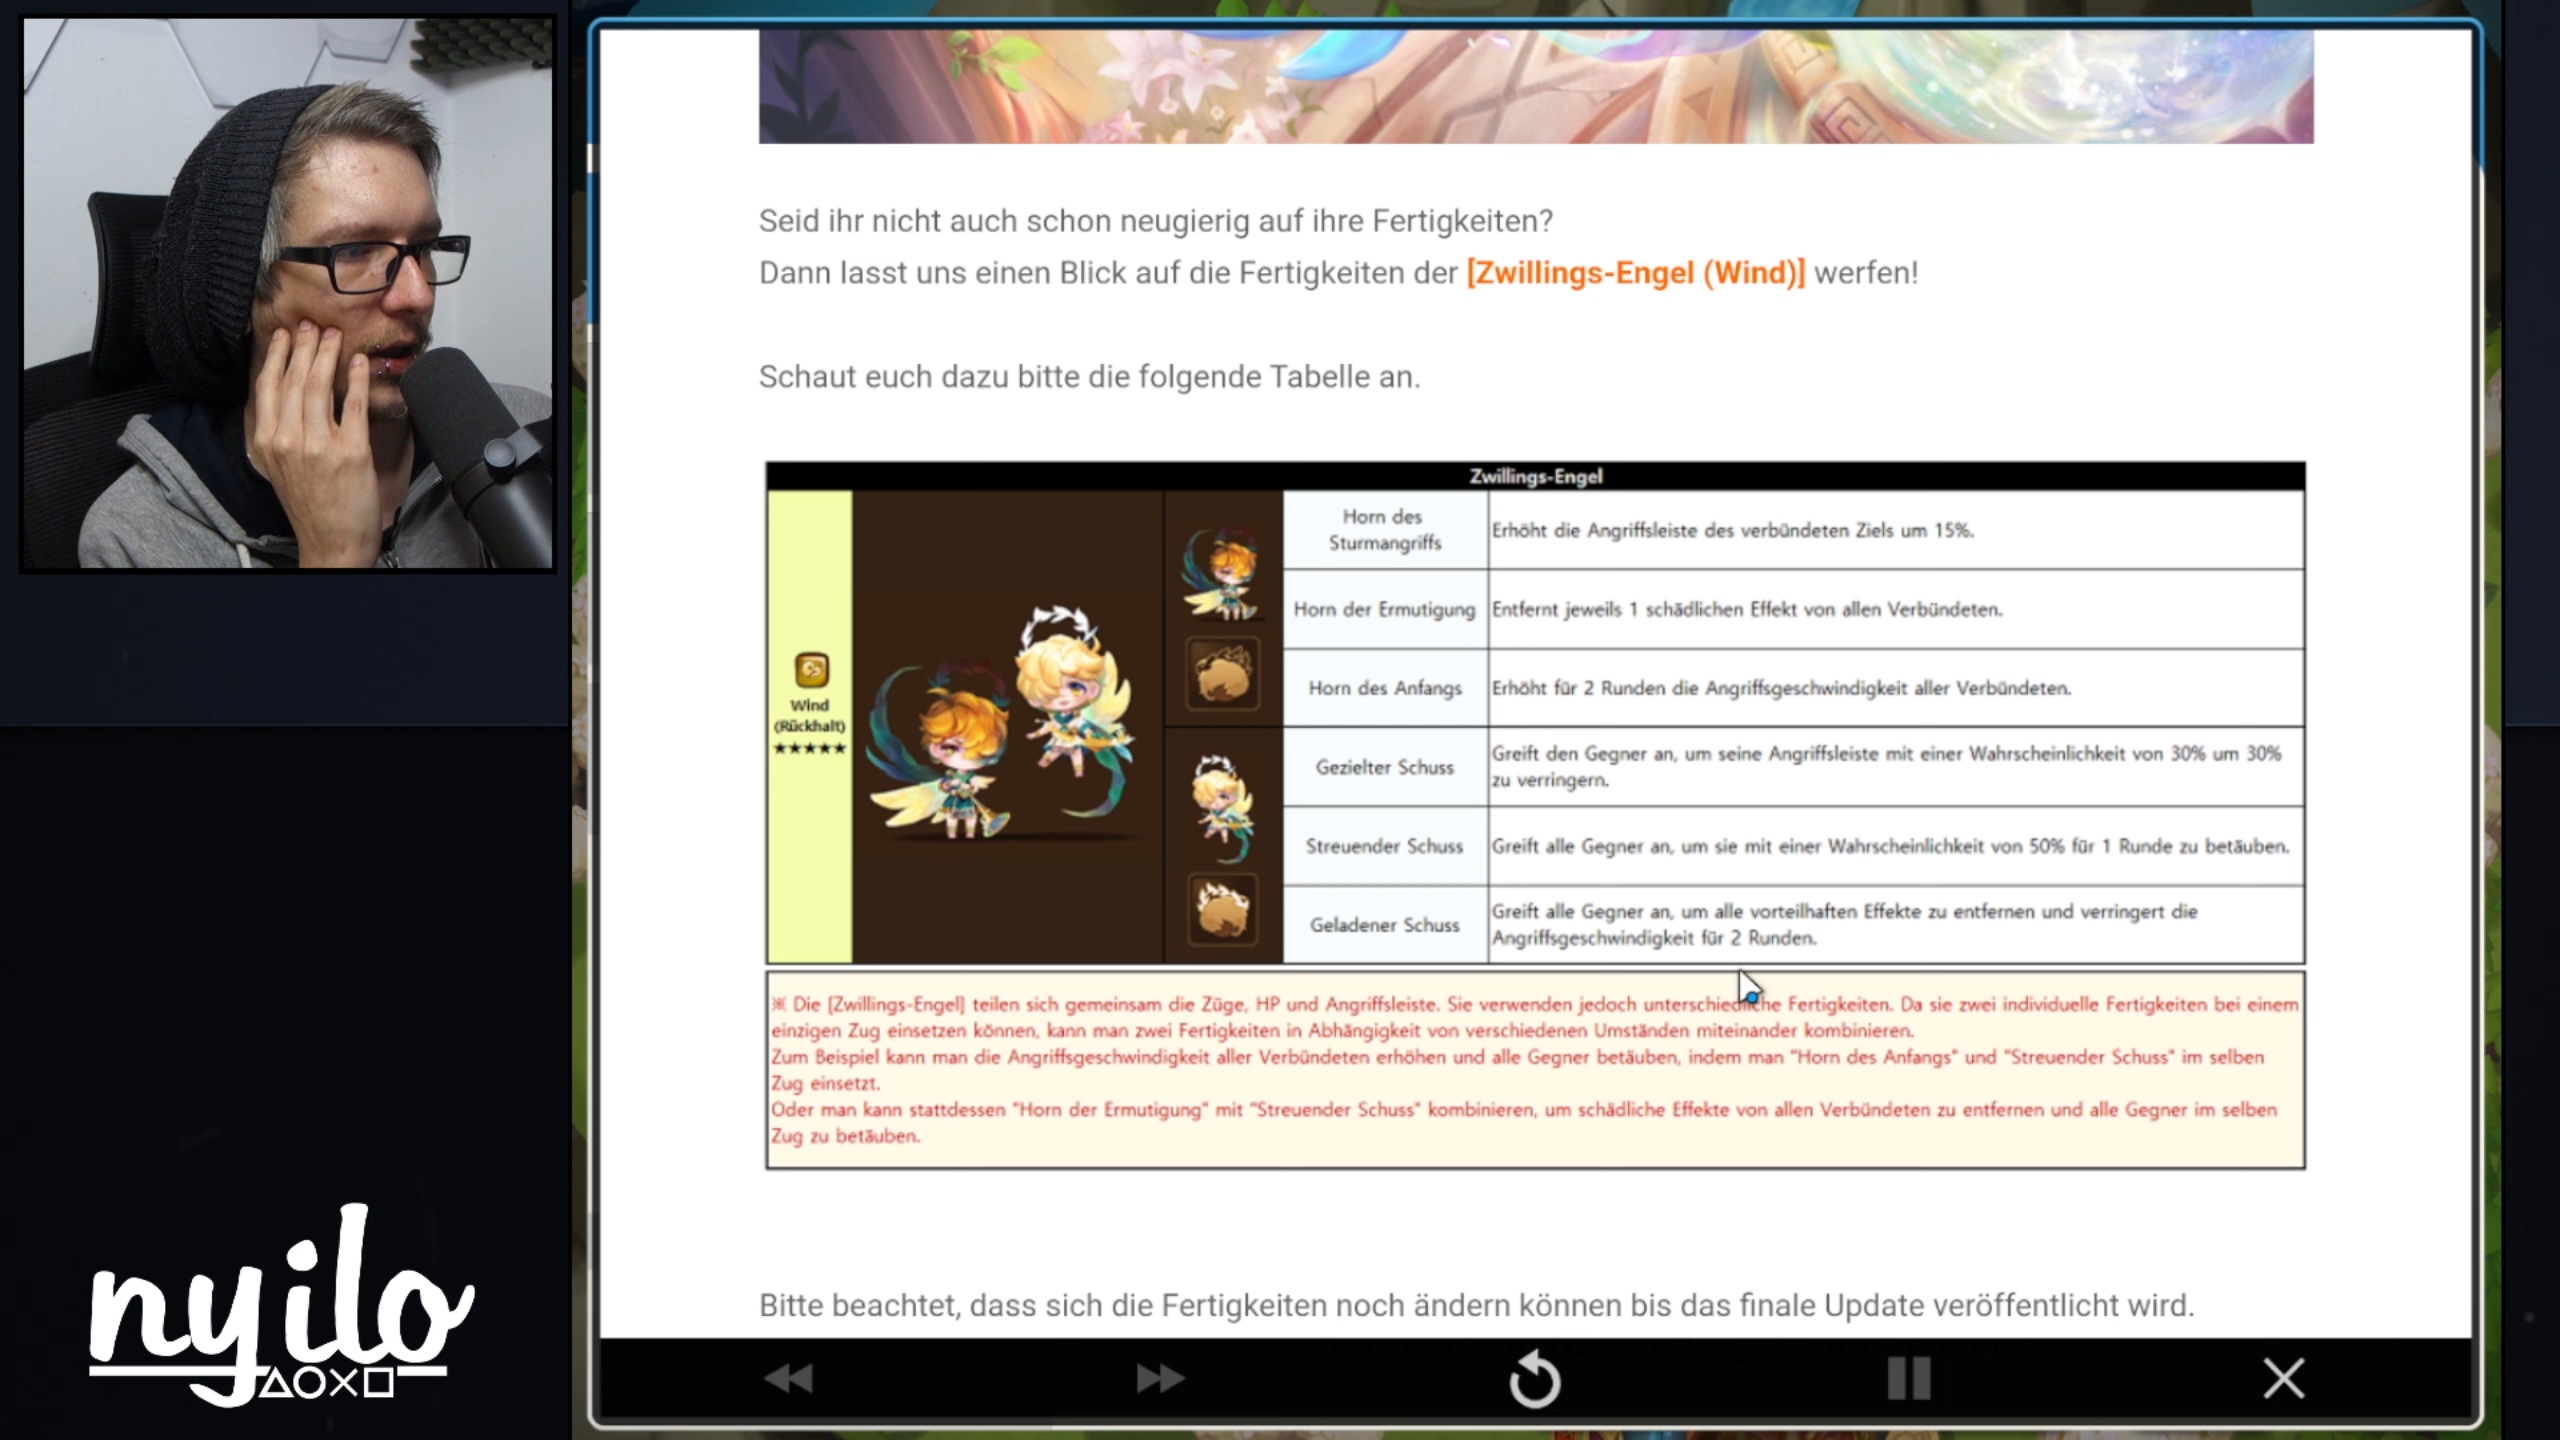 Seid ihr nicht auch schon neugierig auf ihre Fertigkeiten?
Dann lasst uns einen Blick auf die Fertigkeiten der [Zwillings-Engel (Wind)] werfen!
Schaut euch dazu bitte die folgende Tabelle an.
Zwillings-Engel
Wind
(Rückhalt)
★★★★★
Horn des
Sturmangriffs
Erhöht die Angriffsleiste des verbündeten Ziels um 15%.
Horn der Ermutigung
Entfernt jeweils 1 schädlichen Effekt von allen Verbündeten.
Horn des Anfangs
Erhöht für 2 Runden die Angriffsgeschwindigkeit aller Verbündeten.
Gezielter Schuss
Greift den Gegner an, um seine Angriffsleiste mit einer Wahrscheinlichkeit von 30% um 30%
zu verringern.
Streuender Schuss
Greift alle Gegner an, um sie mit einer Wahrscheinlichkeit von 50% für 1 Runde zu betäuben.
Geladener Schuss
Greift alle Gegner an, um alle vorteilhaften Effekte zu entfernen und verringert die
Angriffsgeschwindigkeit für 2 Runden.
※ Die [Zwillings-Engel] teilen sich gemeinsam die Züge, HP und Angriffsleiste. Sie verwenden jedoch unterschiedliche Fertigkeiten. Da sie zwei individuelle Fertigkeiten bei einem
einzigen Zug einsetzen können, kann man zwei Fertigkeiten in Abhängigkeit von verschiedenen Umständen miteinander kombinieren.
Zum Beispiel kann man die Angriffsgeschwindigkeit aller Verbündeten erhöhen und alle Gegner betäuben, indem man "Horn des Anfangs" und "Streuender Schuss" im selben
Zug einsetzt.
Oder man kann stattdessen "Horn der Ermutigung" mit "Streuender Schuss" kombinieren, um schädliche Effekte von allen Verbündeten zu entfernen und alle Gegner im selben
Zug zu betäuben.
Bitte beachtet, dass sich die Fertigkeiten noch ändern können bis das finale Update veröffentlicht wird.
nyilo